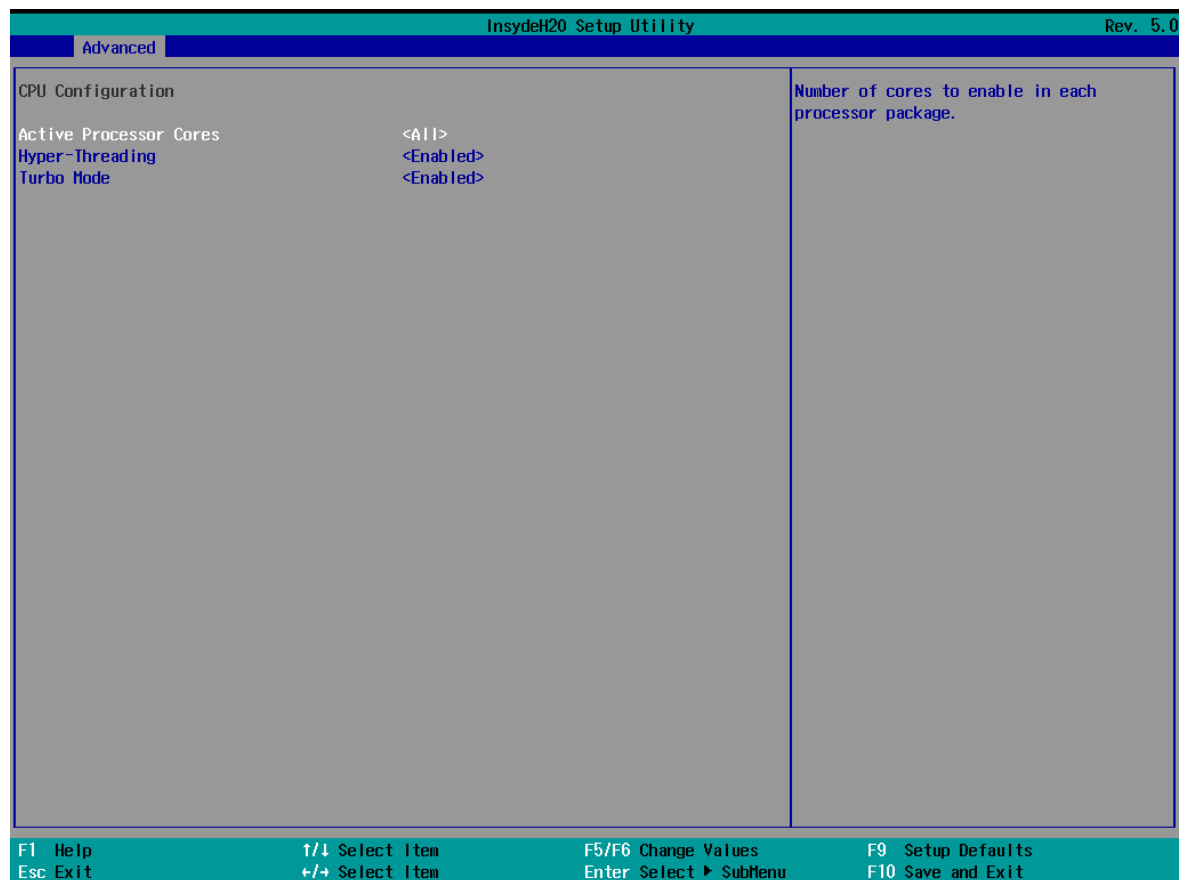 InsydeH20 Setup Utility Rev. 5.0
Advanced
CPU Configuration
Active Processor Cores <All>
Hyper-Threading <Enabled>
Turbo Mode <Enabled>
Number of cores to enable in each
processor package.
F1 Help ↑/↓ Select Item F5/F6 Change Values F9 Setup Defaults
Esc Exit ←/→ Select Item Enter Select ▶ SubMenu F10 Save and Exit